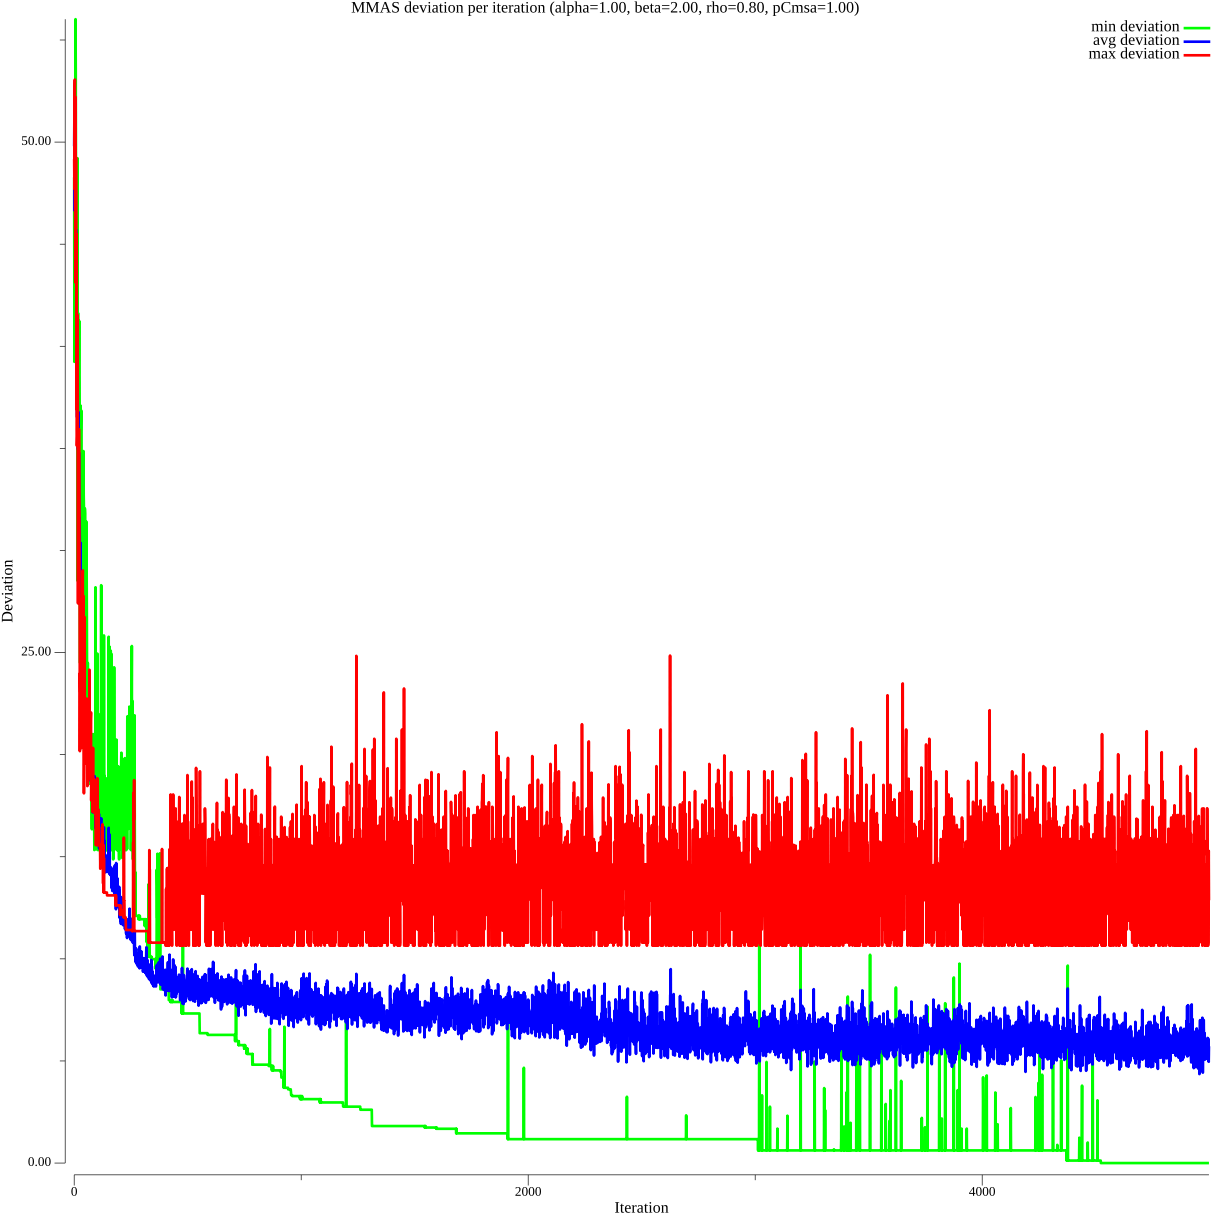 MMAS deviation per iteration (alpha=1.00, beta=2.00, rho=0.80, pCmsa=1.00)
min deviation
avg deviation
max deviation
50.00
25.00
0.00
Deviation
0
2000
4000
Iteration